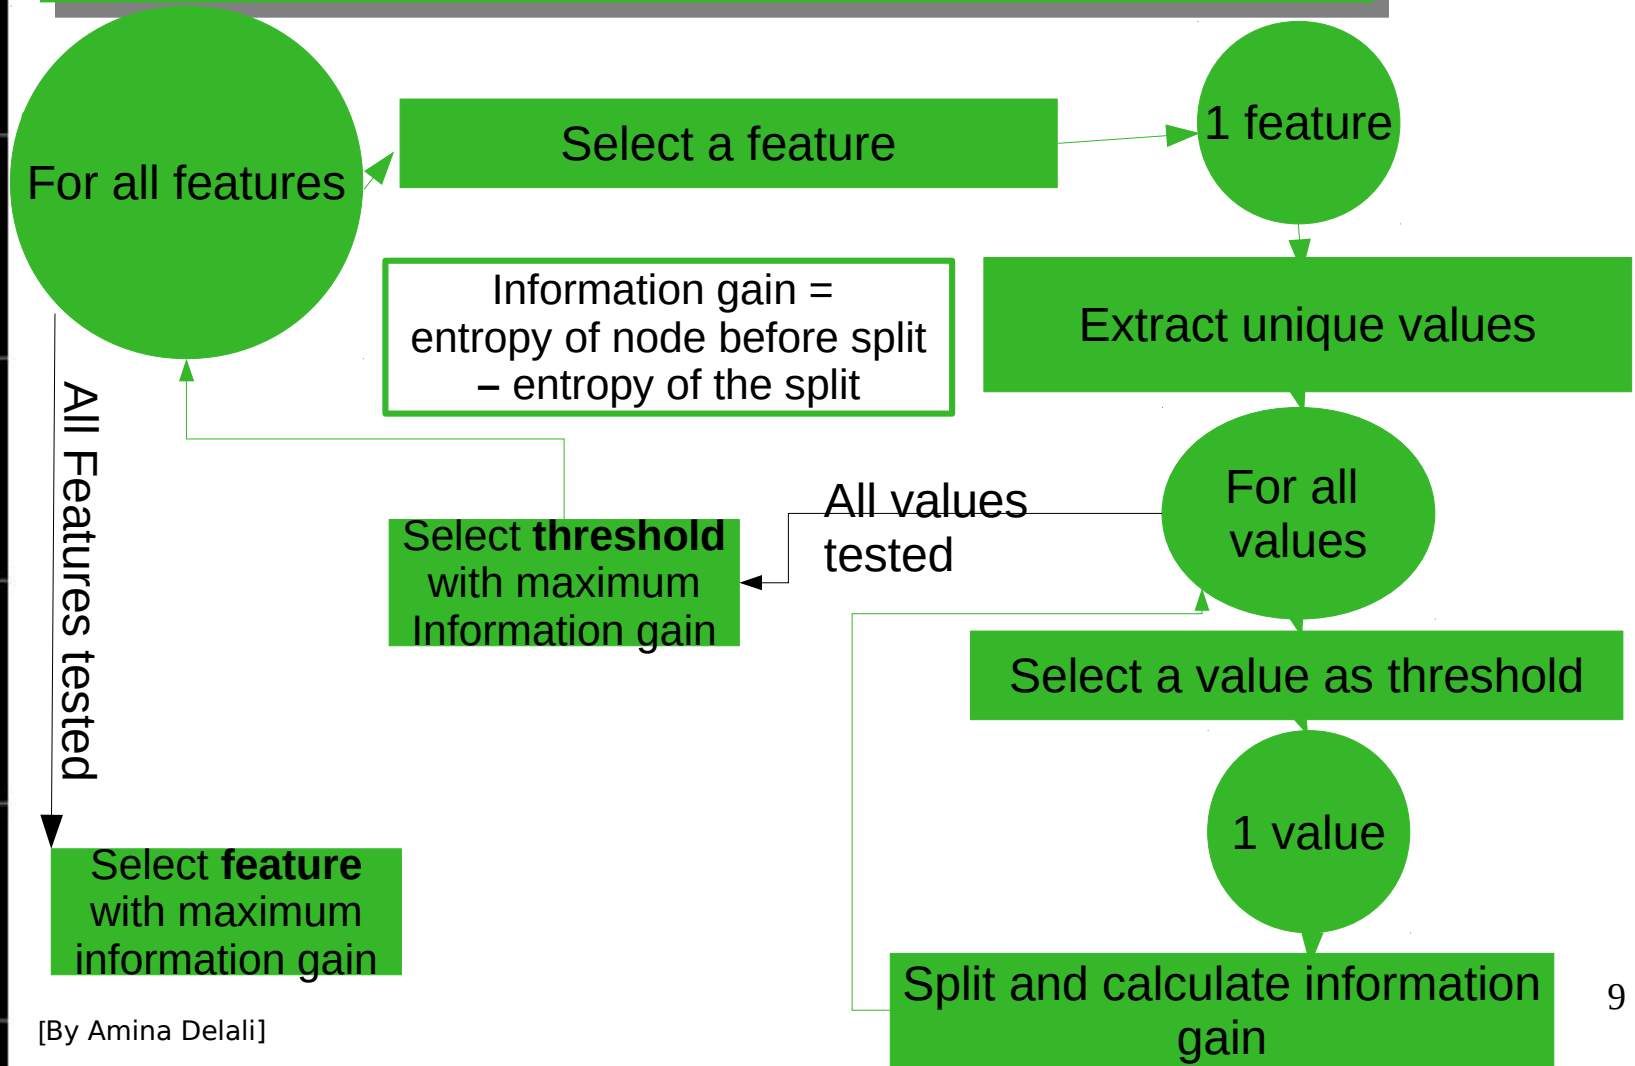 For all features
Select a feature
1 feature
Information gain =
entropy of node before split
– entropy of the split
Extract unique values
All Features tested
For all
values
All values
tested
Select threshold
with maximum
Information gain
Select a value as threshold
1 value
Select feature
with maximum
information gain
Split and calculate information
gain
9
[By Amina Delali]